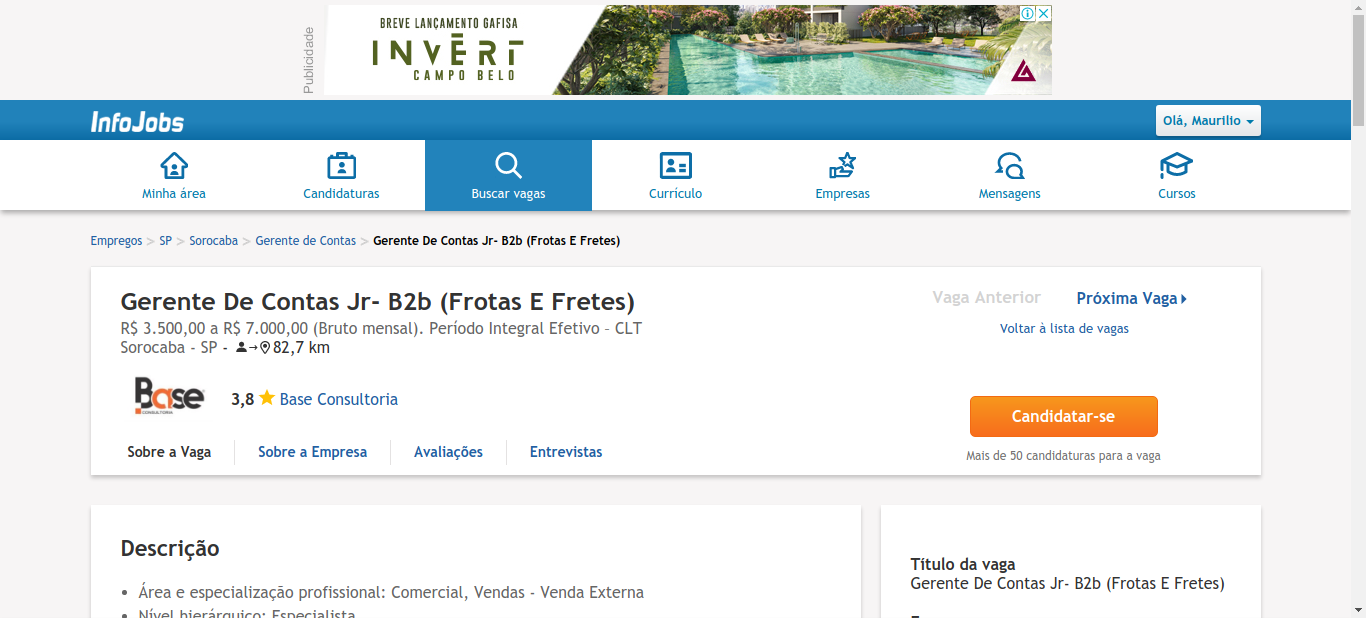 Publicidade
BREVE LANÇAMENTO GAFISA
INVERT
CAMPO BELO
InfoJobs
Olá, Maurilio
Minha área
Candidaturas
Buscar vagas
Currículo
Empresas
Mensagens
Cursos
Empregos > SP > Sorocaba > Gerente de Contas > Gerente De Contas Jr- B2b (Frotas E Fretes)
Gerente De Contas Jr- B2b (Frotas E Fretes)
Vaga Anterior
Próxima Vaga
R$ 3.500,00 a R$ 7.000,00 (Bruto mensal). Período Integral Efetivo - CLT
Voltar à lista de vagas
Sorocaba - SP - 82,7 km
Base
CONSULTORIA
3,8 Base Consultoria
Candidatar-se
Sobre a Vaga
Sobre a Empresa
Avaliações
Entrevistas
Mais de 50 candidaturas para a vaga
Descrição
• Área e especialização profissional: Comercial, Vendas - Venda Externa
• Nível hierárquico: Especialista
Título da vaga
Gerente De Contas Jr- B2b (Frotas E Fretes)